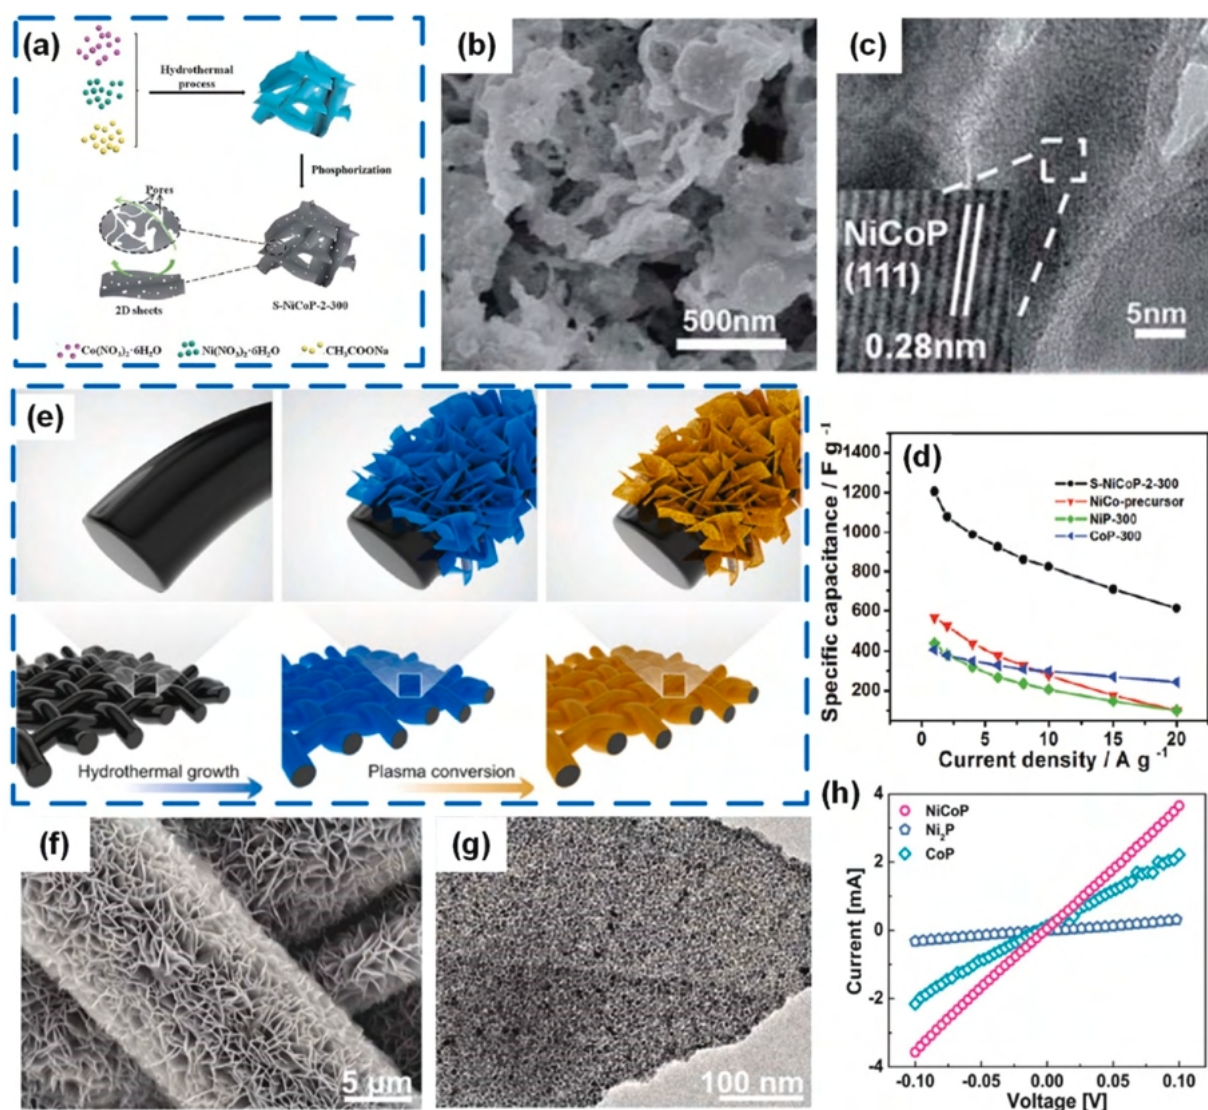 (a)
Hydrothermal
process
Phosphorization
Pores
2D sheets
S-NiCoP-2-300
Co(NO₃)₂·6H₂O
Ni(NO₃)₂·6H₂O
CH₃COONa
(b)
500nm
(c)
NiCoP
(111)
0.28nm
5nm
(e)
Hydrothermal growth
Plasma conversion
(d)
Specific capacitance / F g⁻¹
1400
1200
1000
800
600
400
200
S-NiCoP-2-300
NiCo-precursor
NiP-300
CoP-300
0 5 10 15 20
Current density / A g⁻¹
(f)
5 μm
(g)
100 nm
(h)
NiCoP
Ni₂P
CoP
Current [mA]
4
2
0
-2
-4
-0.10 -0.05 0.00 0.05 0.10
Voltage [V]